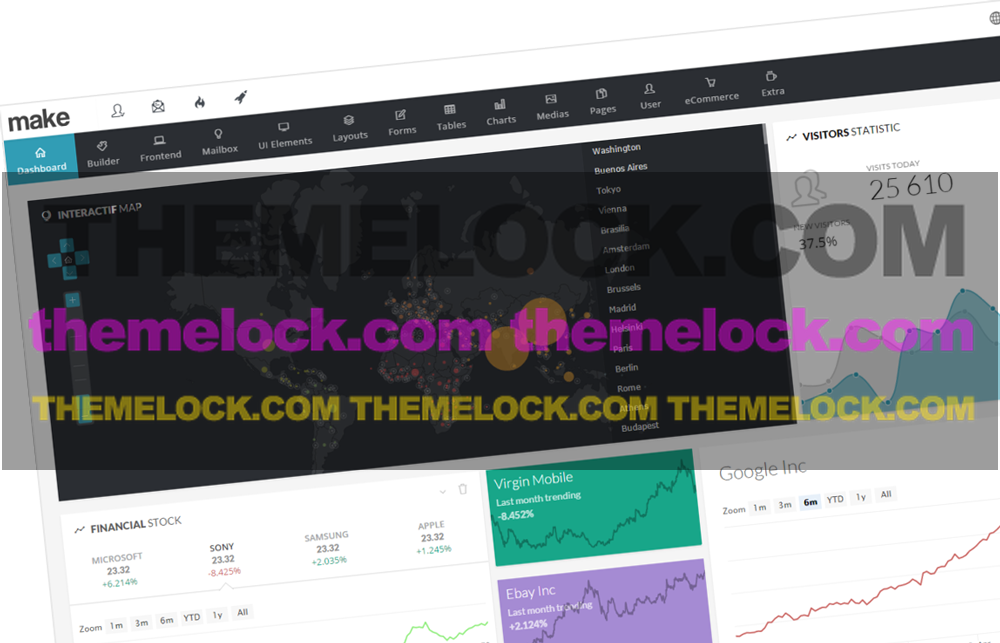 make
Dashboard
Builder
Frontend
Mailbox
UI Elements
Layouts
Forms
Tables
Charts
Medias
Pages
User
eCommerce
Extra
INTERACTIF MAP
Washington
Buenos Aires
Tokyo
Vienna
Brasilia
Amsterdam
London
Brussels
Madrid
Helsinki
Paris
Berlin
Rome
Athens
Budapest
VISITORS STATISTIC
VISITS TODAY
25 610
NEW VISITORS
37.5%
THEMELOCK.COM
themelock.com themelock.com
THEMELOCK.COM THEMELOCK.COM THEMELOCK.COM
FINANCIAL STOCK
MICROSOFT
23.32
+6.214%
SONY
23.32
-8.425%
SAMSUNG
23.32
+2.035%
APPLE
23.32
+1.245%
Zoom 1m 3m 6m YTD 1y All
Virgin Mobile
Last month trending
-8.452%
Ebay Inc
Last month trending
+2.124%
Google Inc
Zoom 1m 3m 6m YTD 1y All